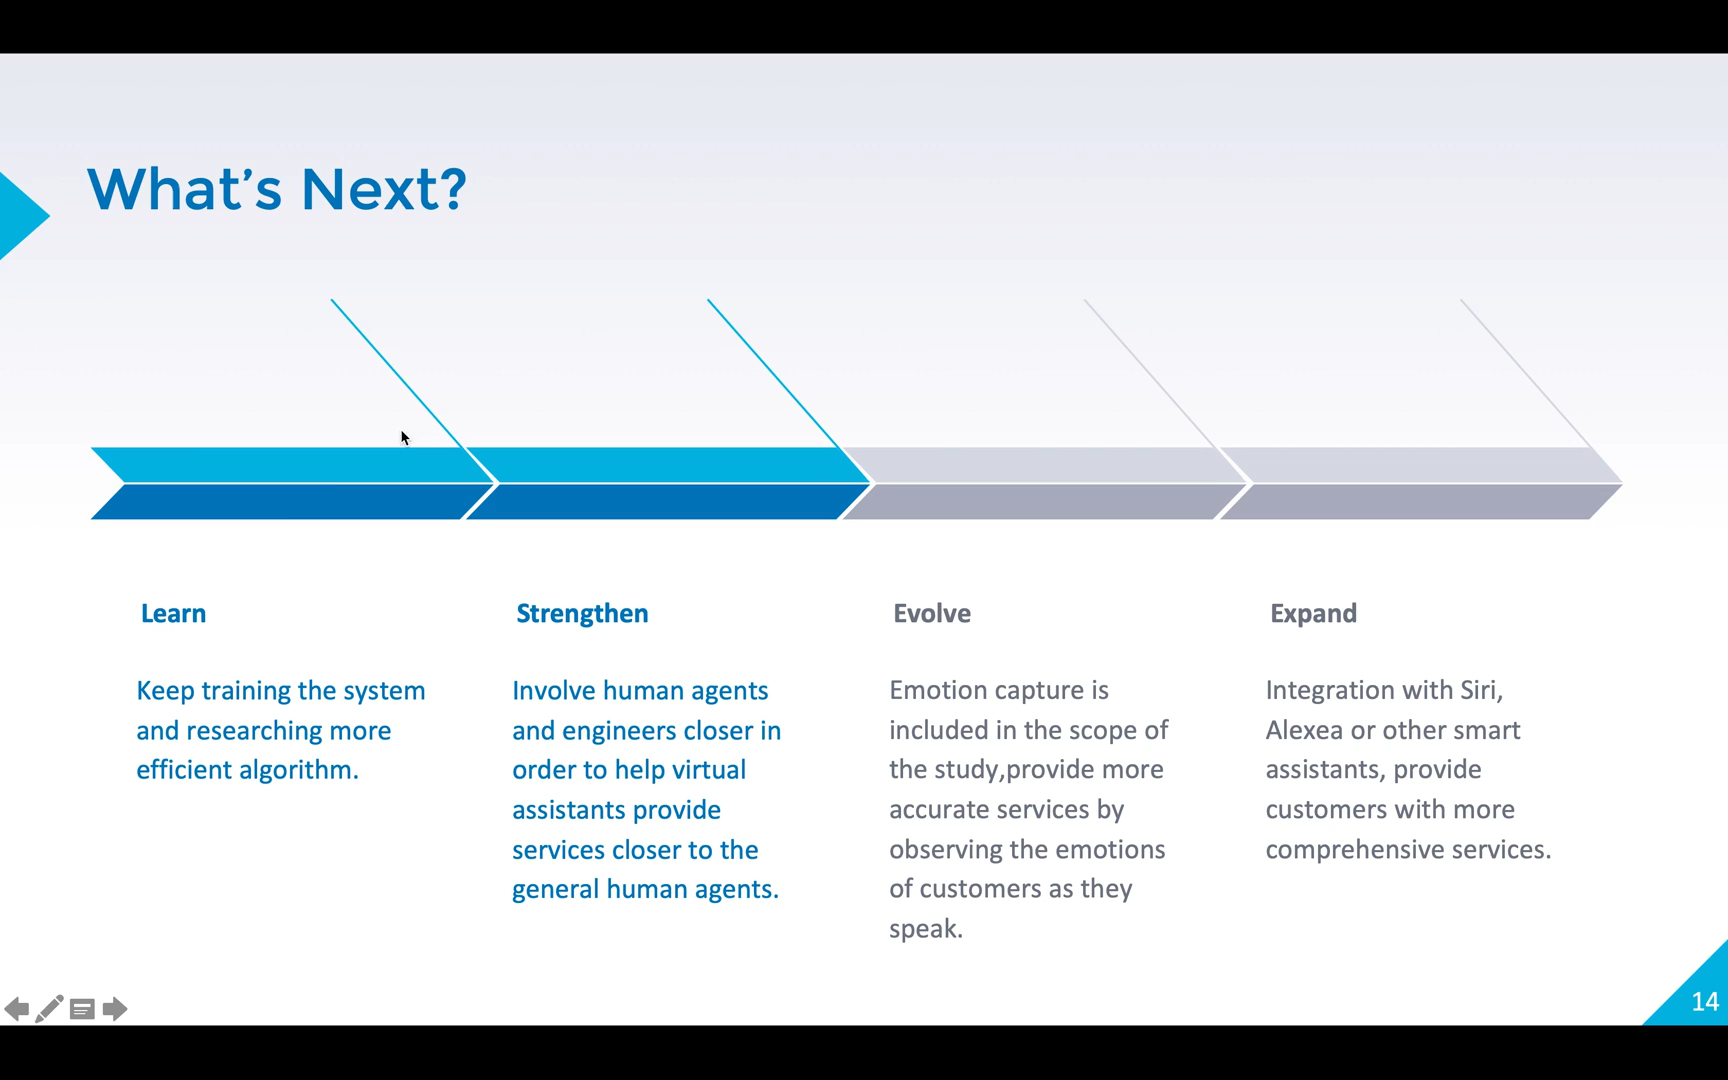 What's Next?
Learn
Keep training the system
and researching more
efficient algorithm.
Strengthen
Involve human agents
and engineers closer in
order to help virtual
assistants provide
services closer to the
general human agents.
Evolve
Emotion capture is
included in the scope of
the study,provide more
accurate services by
observing the emotions
of customers as they
speak.
Expand
Integration with Siri,
Alexea or other smart
assistants, provide
customers with more
comprehensive services.
14